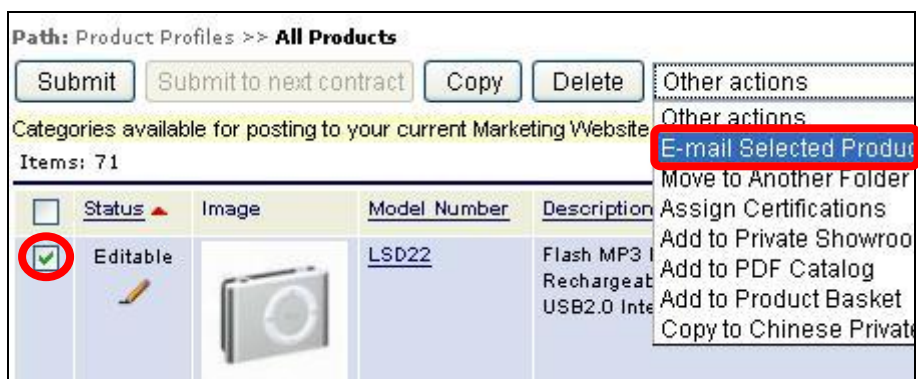 Path: Product Profiles >> All Products
Submit Submit to next contract Copy Delete Other actions
Categories available for posting to your current Marketing Website
Other actions
E-mail Selected Produc
Move to Another Folder
Assign Certifications
Add to Private Showroo
Add to PDF Catalog
Add to Product Basket
Copy to Chinese Private
Items: 71
Status Image Model Number Description
Editable LSD22 Flash MP3
Rechargeab
USB2.0 Inte